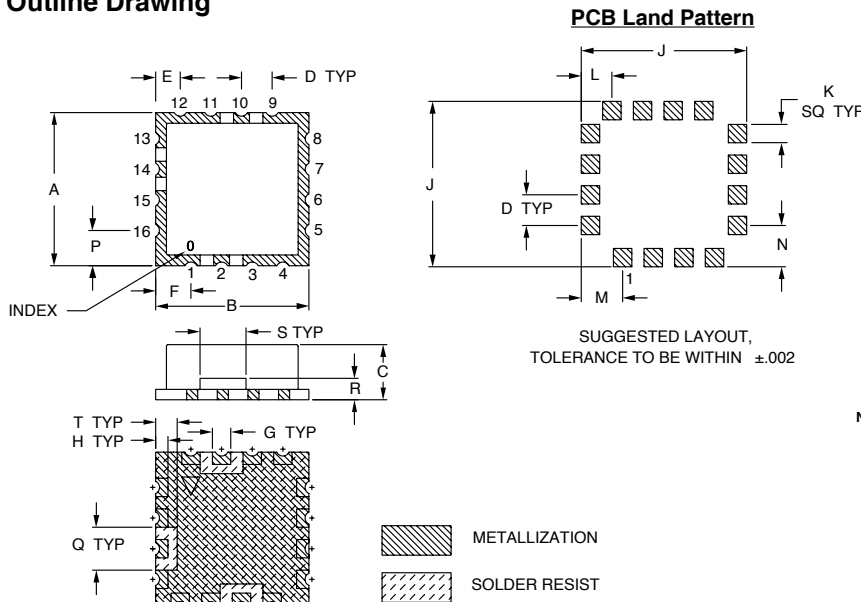 Outline Drawing
PCB Land Pattern
E
D TYP
12 11 10 9
13
14
15
16
8
7
6
5
A
P
0
1 2 3 4
INDEX
F
B
J
L
K
SQ TYP
J
D TYP
N
1
M
SUGGESTED LAYOUT,
TOLERANCE TO BE WITHIN ±.002
S TYP
C
R
T TYP
H TYP
G TYP
Q TYP
METALLIZATION
SOLDER RESIST